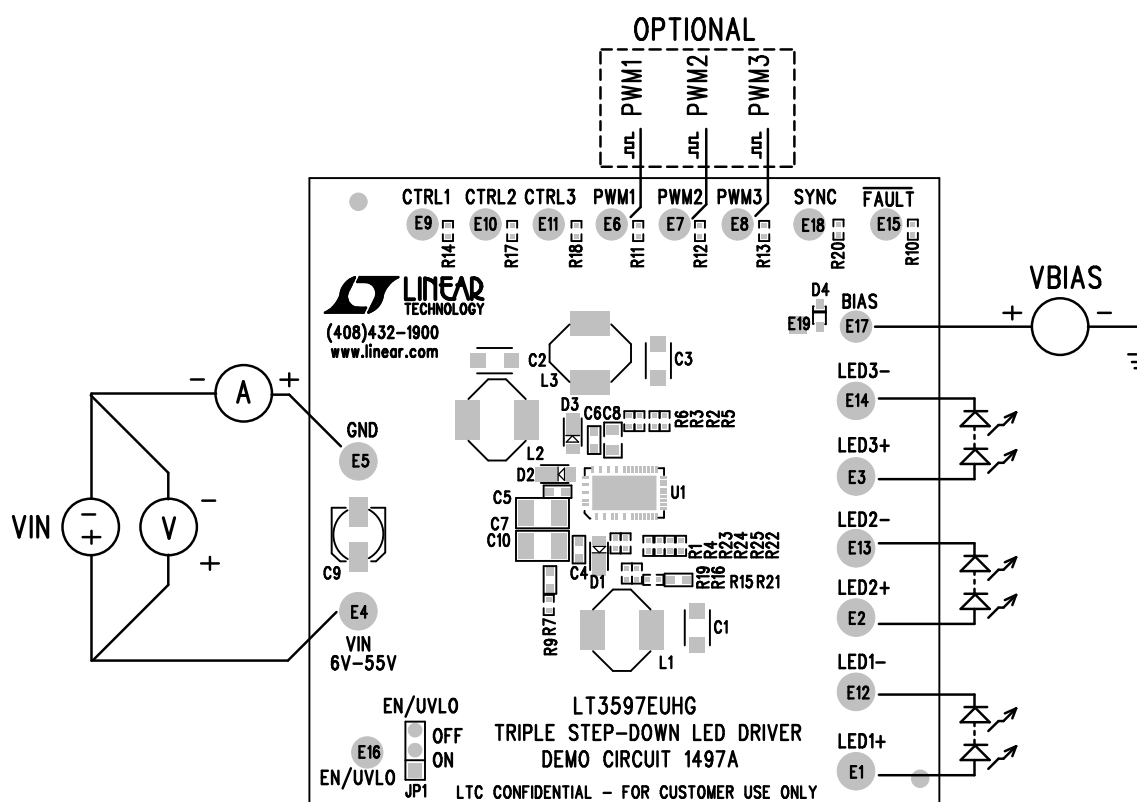 OPTIONAL
PWM1 PWM2 PWM3
CTRL1 CTRL2 CTRL3 PWM1 PWM2 PWM3 SYNC FAULT
E9 E10 E11 E6 E7 E8 E18 E15
R14 R17 R18 R11 R12 R13 R20 R10
LINEAR
TECHNOLOGY
(408)432-1900
www.linear.com
D4
E19
BIAS
E17
+ VBIAS -
C2
L3
C3
LED3-
E14
- A +
GND
E5
D3
C6 C8
R6
R3
R2
R5
L2
D2
LED3+
E3
C5
U1
VIN
-
+
-
V
+
C7
C10
C9
LED2-
E13
C4
D1
R1
R4
R23
R24
R25
R22
R19
R16
R15 R21
LED2+
E2
E4
VIN
6V-55V
R9 R7
L1
C1
LED1-
E12
EN/UVLO
OFF
ON
E16
EN/UVLO
JP1
LT3597EUHG
TRIPLE STEP-DOWN LED DRIVER
DEMO CIRCUIT 1497A
LED1+
E1
LTC CONFIDENTIAL - FOR CUSTOMER USE ONLY